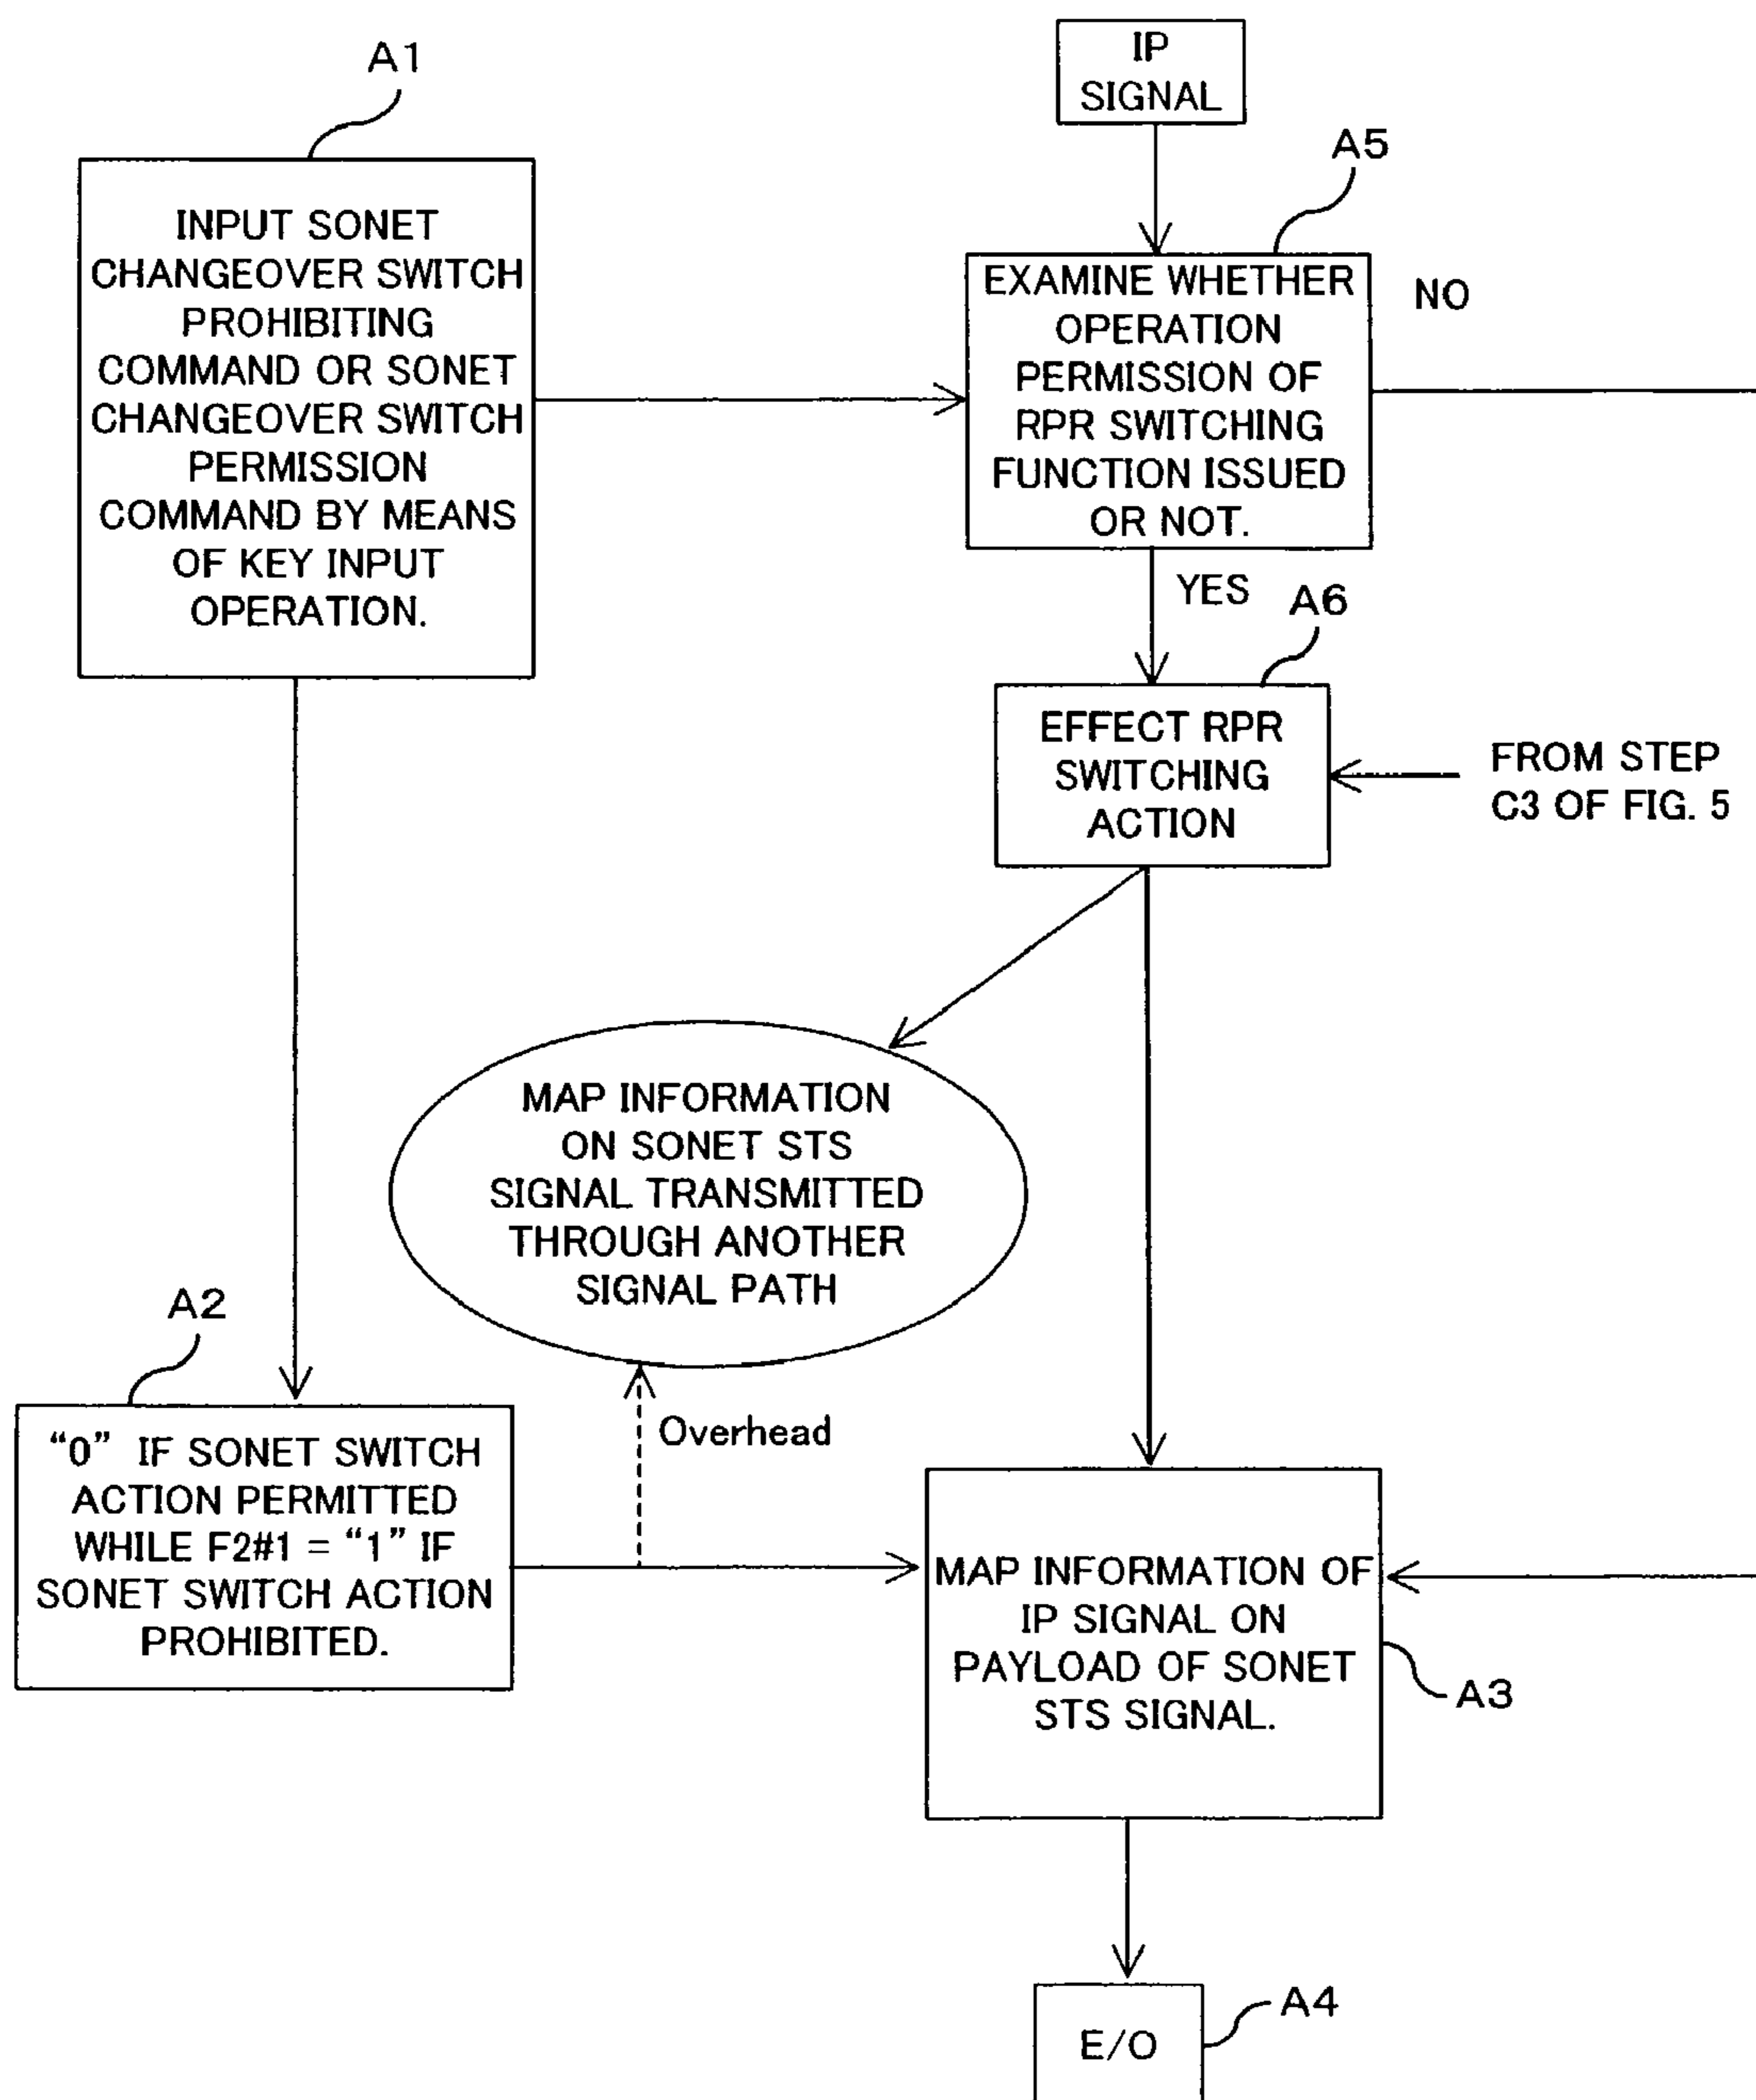 A1
INPUT SONET
CHANGEOVER SWITCH
PROHIBITING
COMMAND OR SONET
CHANGEOVER SWITCH
PERMISSION
COMMAND BY MEANS
OF KEY INPUT
OPERATION.
IP
SIGNAL
A5
EXAMINE WHETHER
OPERATION
PERMISSION OF
RPR SWITCHING
FUNCTION ISSUED
OR NOT.
NO
YES
A6
EFFECT RPR
SWITCHING
ACTION
FROM STEP
C3 OF FIG. 5
MAP INFORMATION
ON SONET STS
SIGNAL TRANSMITTED
THROUGH ANOTHER
SIGNAL PATH
A2
“0” IF SONET SWITCH
ACTION PERMITTED
WHILE F2#1 = “1” IF
SONET SWITCH ACTION
PROHIBITED.
Overhead
MAP INFORMATION OF
IP SIGNAL ON
PAYLOAD OF SONET
STS SIGNAL.
A3
E/O
A4